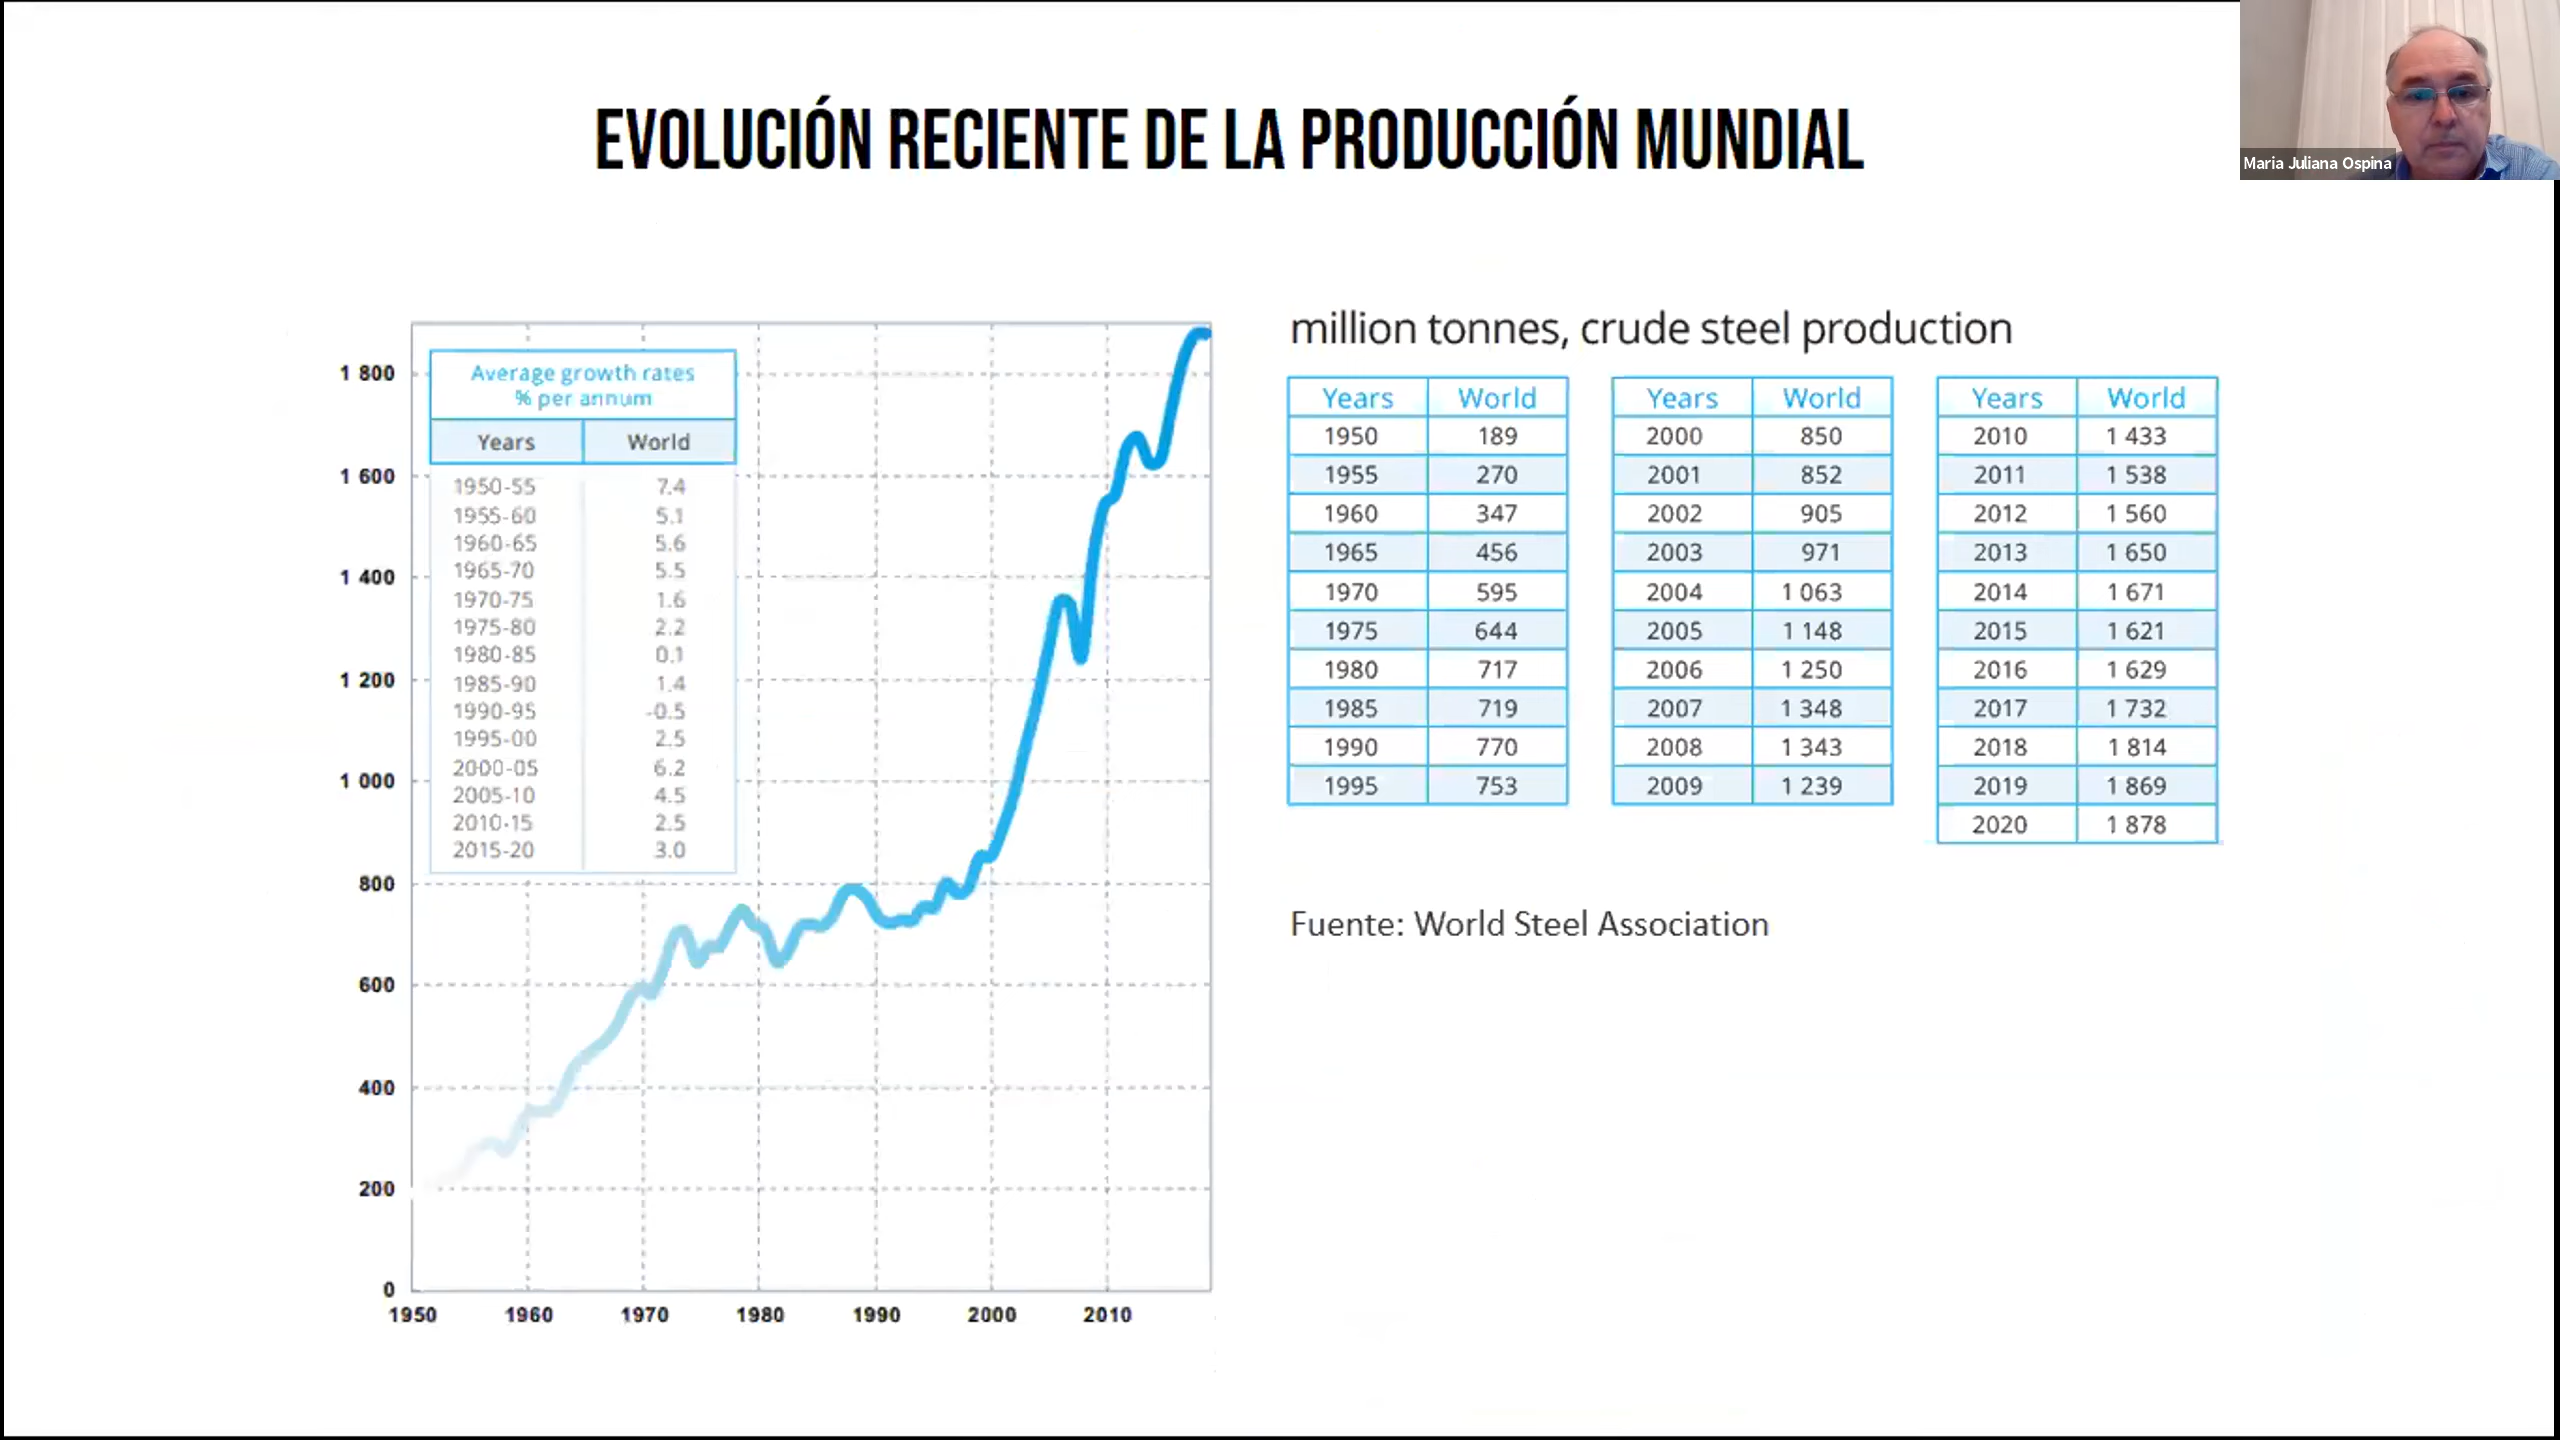 EVOLUCIÓN RECIENTE DE LA PRODUCCIÓN MUNDIAL
Maria Juliana Ospina
1 800
1 600
1 400
1 200
1 000
800
600
400
200
0
1950 1960 1970 1980 1990 2000 2010
Average growth rates
% per annum
Years World
1950-55 7.4
1955-60 5.1
1960-65 5.6
1965-70 5.5
1970-75 1.6
1975-80 2.2
1980-85 0.1
1985-90 1.4
1990-95 -0.5
1995-00 2.5
2000-05 6.2
2005-10 4.5
2010-15 2.5
2015-20 3.0
million tonnes, crude steel production
Years World
1950 189
1955 270
1960 347
1965 456
1970 595
1975 644
1980 717
1985 719
1990 770
1995 753
Years World
2000 850
2001 852
2002 905
2003 971
2004 1 063
2005 1 148
2006 1 250
2007 1 348
2008 1 343
2009 1 239
Years World
2010 1 433
2011 1 538
2012 1 560
2013 1 650
2014 1 671
2015 1 621
2016 1 629
2017 1 732
2018 1 814
2019 1 869
2020 1 878
Fuente: World Steel Association